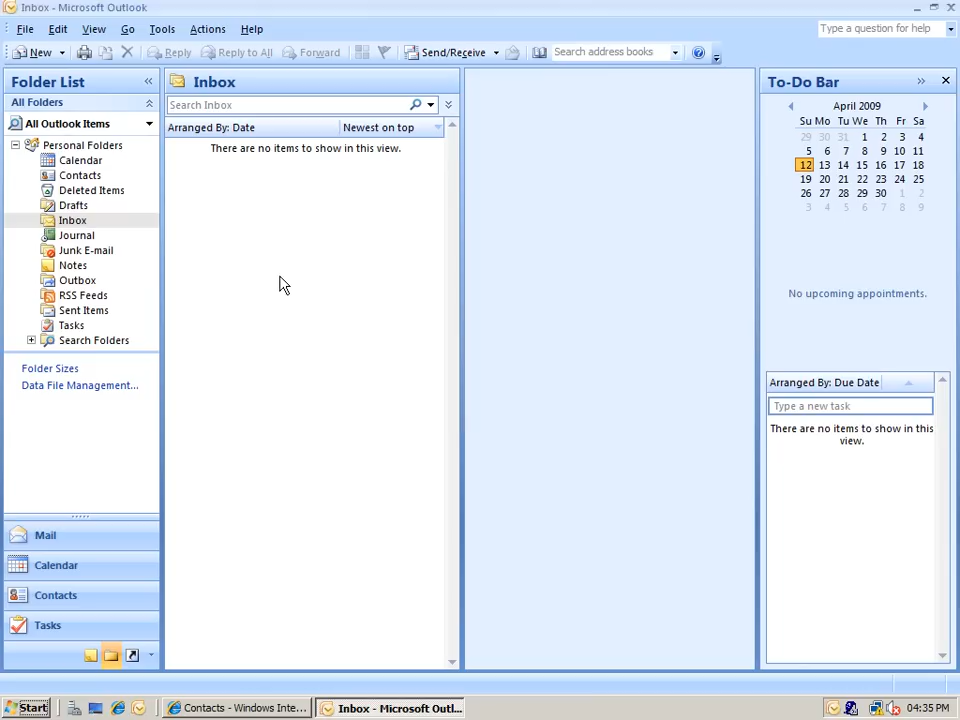 Inbox - Microsoft Outlook
File Edit View Go Tools Actions Help
Type a question for help
New Reply Reply to All Forward Send/Receive Search address books
Folder List
All Folders
All Outlook Items
Personal Folders
Calendar
Contacts
Deleted Items
Drafts
Inbox
Journal
Junk E-mail
Notes
Outbox
RSS Feeds
Sent Items
Tasks
Search Folders
Folder Sizes
Data File Management...
Mail
Calendar
Contacts
Tasks
Inbox
Search Inbox
Arranged By: Date Newest on top
There are no items to show in this view.
To-Do Bar
April 2009
Su Mo Tu We Th Fr Sa
29 30 31 1 2 3 4
5 6 7 8 9 10 11
12 13 14 15 16 17 18
19 20 21 22 23 24 25
26 27 28 29 30 1 2
3 4 5 6 7 8 9
No upcoming appointments.
Arranged By: Due Date
Type a new task
There are no items to show in this
view.
Start Contacts - Windows Inte... Inbox - Microsoft Outl... 04:35 PM